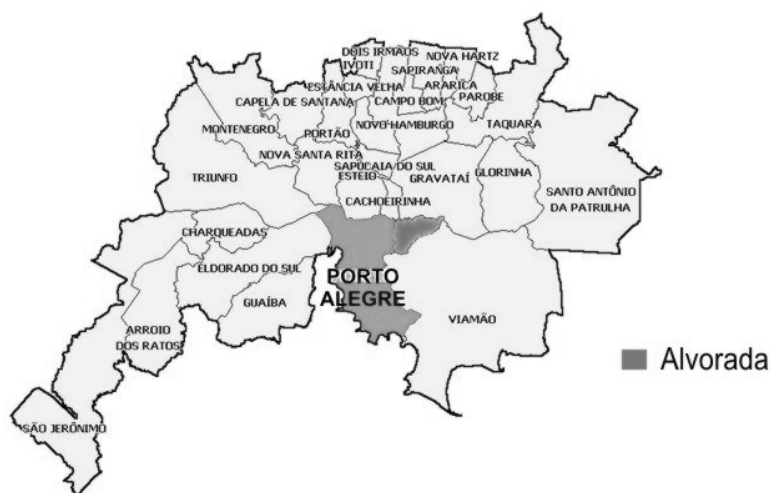 DOIS IRMÃOS
NOVA HARTZ
IVOTI
SAPIRANGA
ESTÂNCIA VELHA
ARARICA
CAPELA DE SANTANA
CAMPO BOM
PAROBE
MONTENEGRO
PORTÃO
NOVO HAMBURGO
TAQUARA
NOVA SANTA RITA
SAPUCAIA DO SUL
TRIUNFO
ESTEIO
GRAVATAÍ
GLORINHA
CACHOEIRINHA
SANTO ANTÔNIO
DA PATRULHA
CHARQUEADAS
ELDORADO DO SUL
PORTO
ALEGRE
GUAÍBA
VIAMÃO
ARROIO
DOS RATOS
Alvorada
SÃO JERÔNIMO